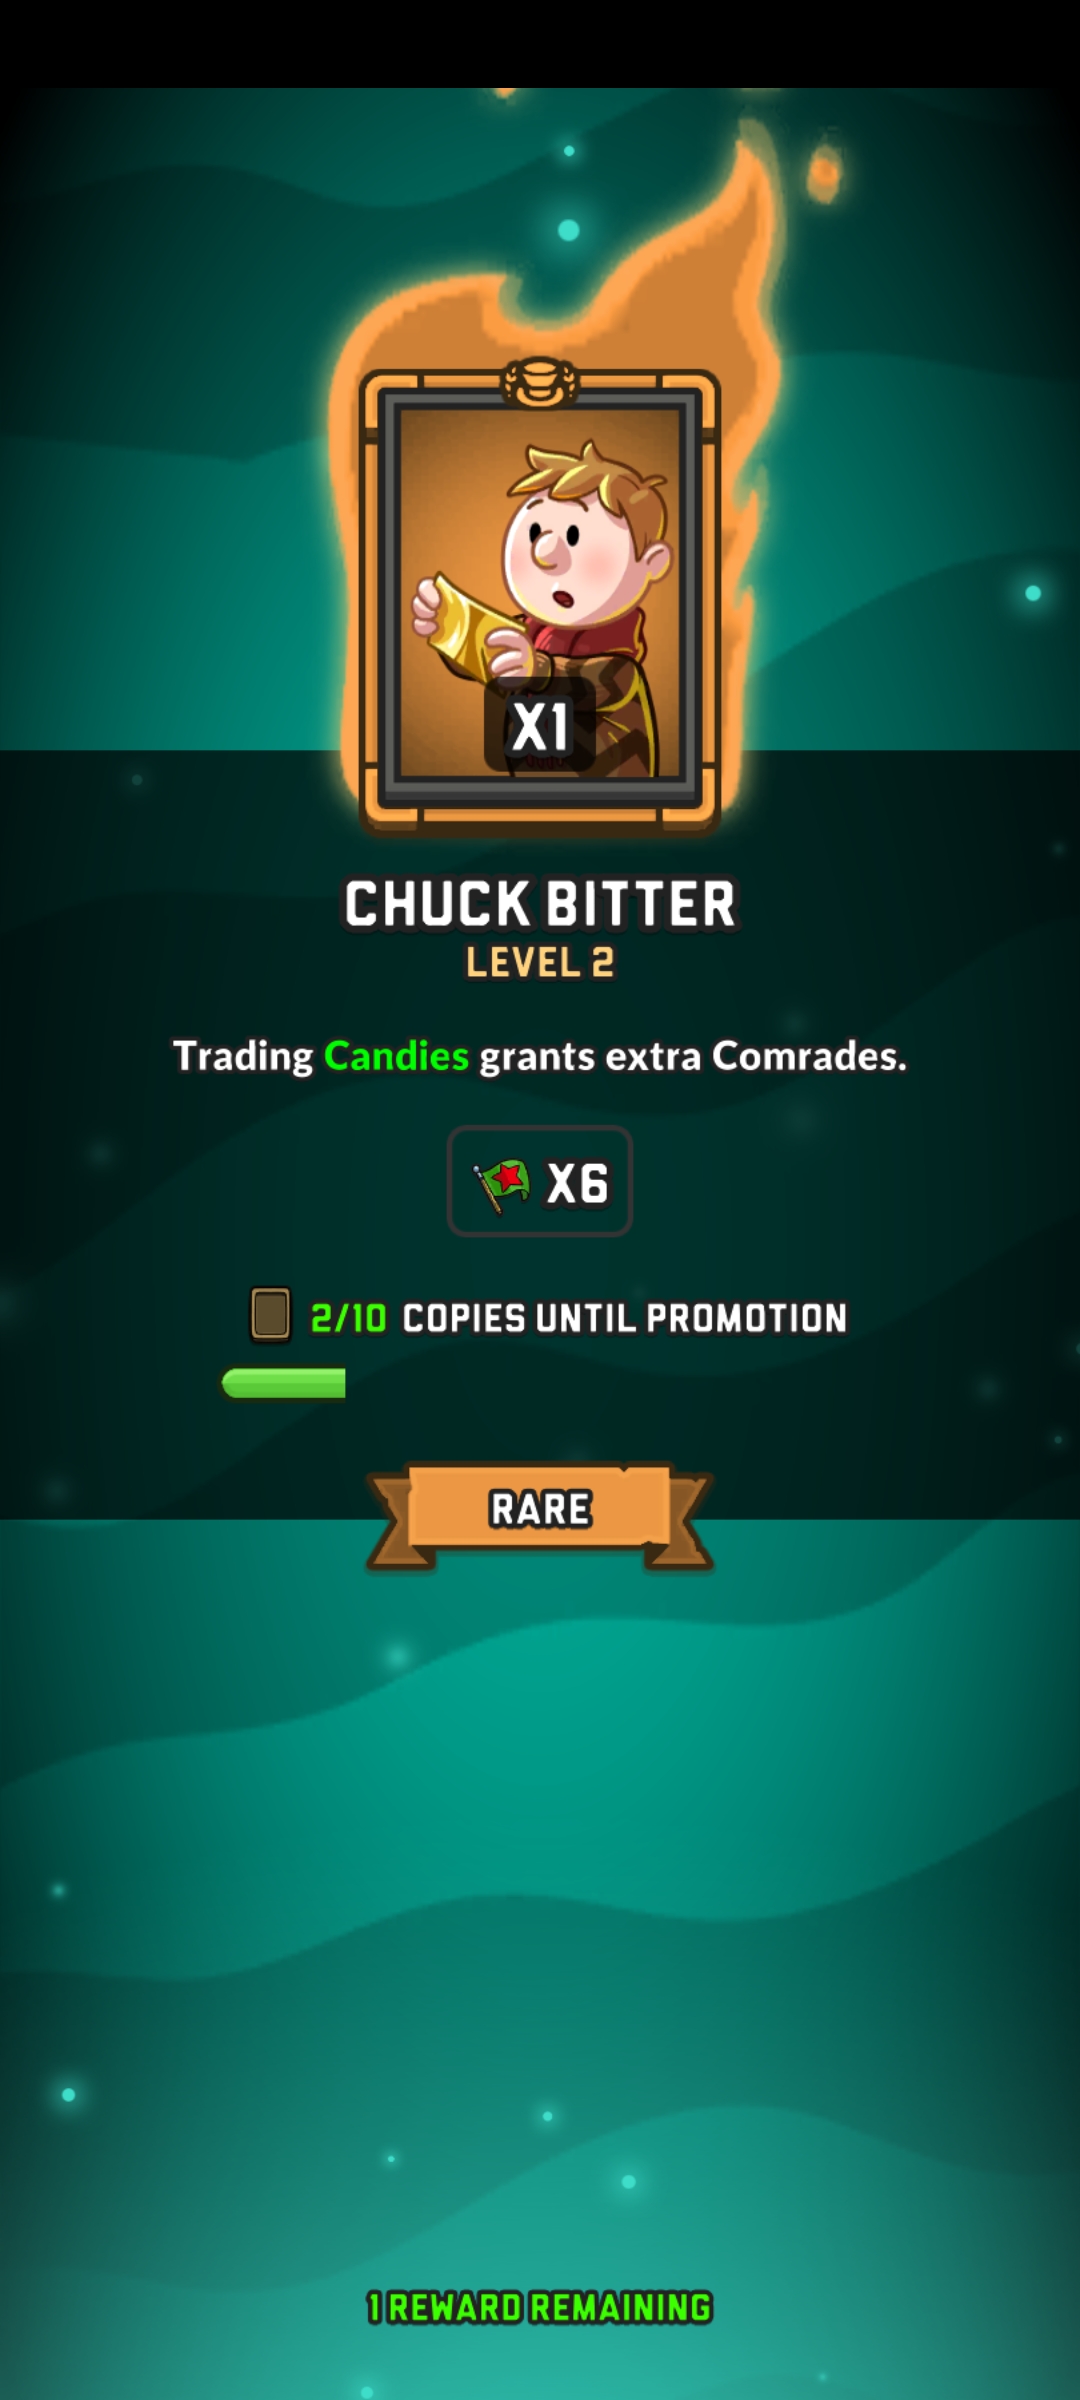 X1
CHUCK BITTER
LEVEL 2
Trading Candies grants extra Comrades.
X6
2/10 COPIES UNTIL PROMOTION
RARE
1 REWARD REMAINING